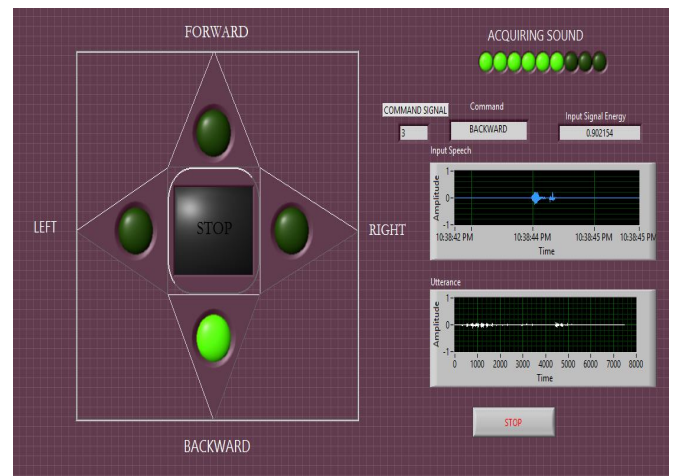 FORWARD
LEFT
STOP
RIGHT
BACKWARD
ACQUIRING SOUND
COMMAND SIGNAL
3
Command
BACKWARD
Input Signal Energy
0.902154
Input Speech
Amplitude
1-
0-
-1-
10:38:42 PM 10:38:44 PM 10:38:45 PM 10:38:45 PM
Time
Utterance
Amplitude
1-
0-
-1-
0 1000 2000 3000 4000 5000 6000 7000 8000
Time
STOP